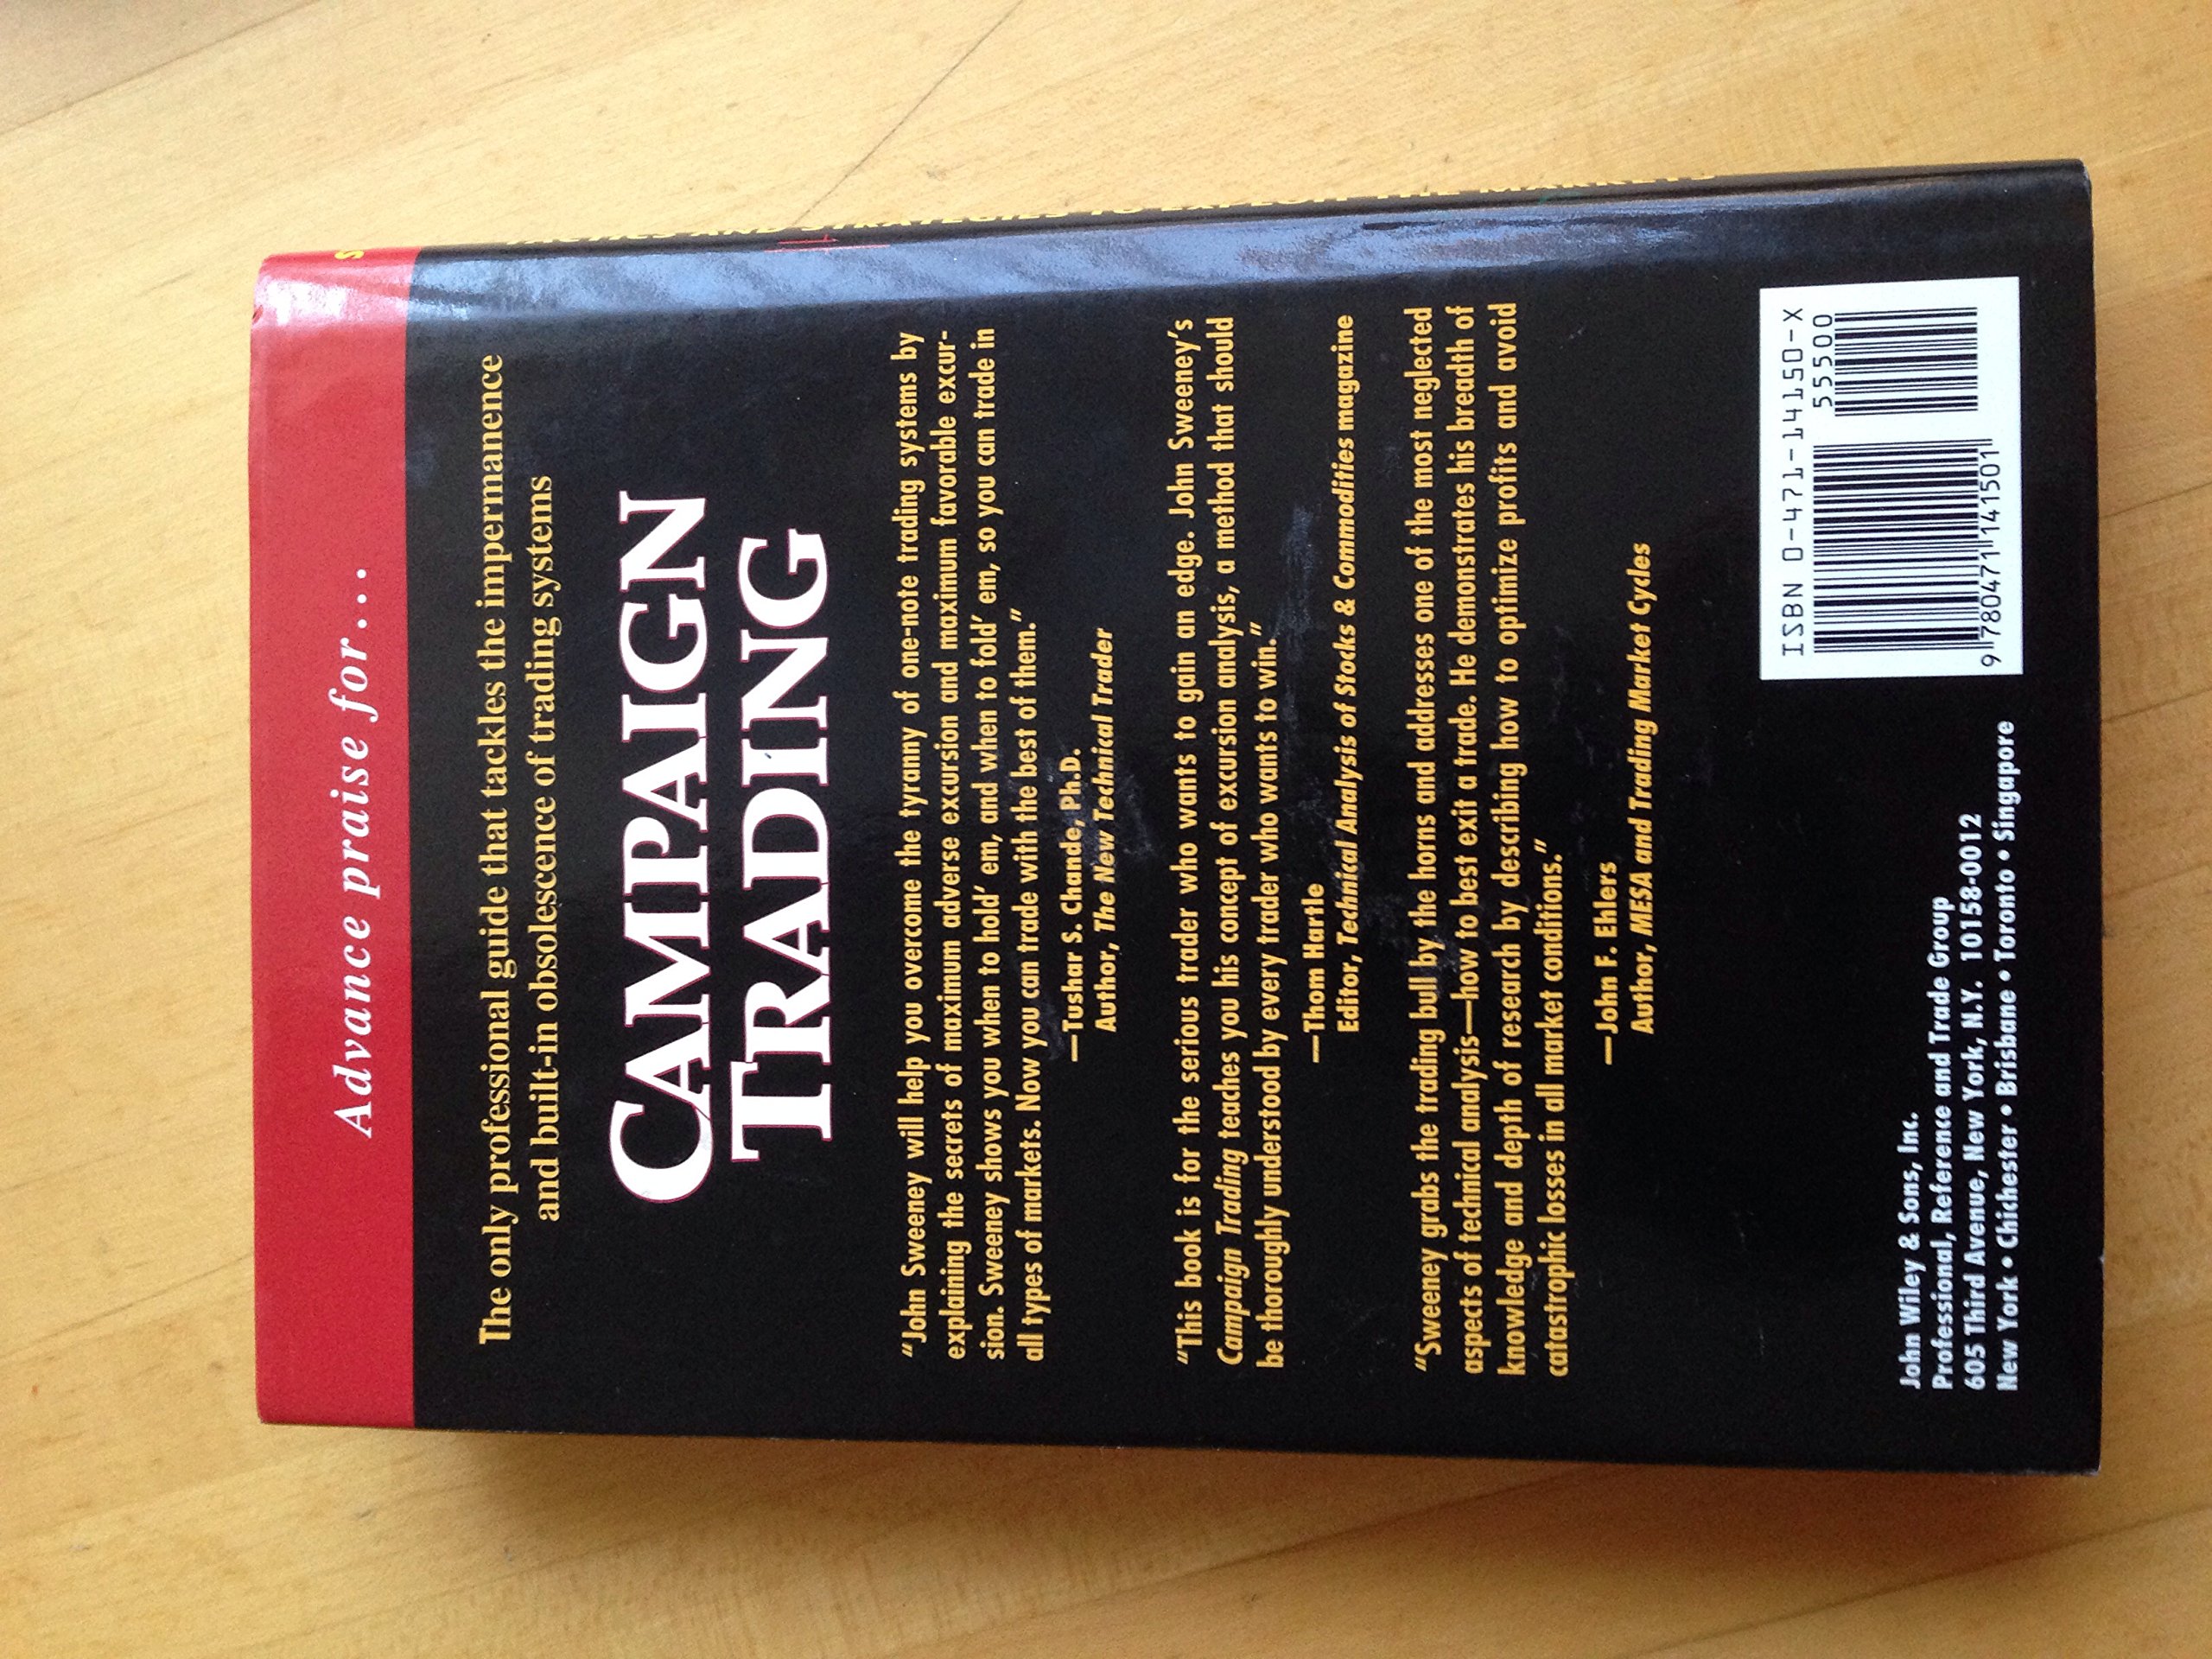 Advance praise for...
The only professional guide that tackles the impermanence
and built-in obsolescence of trading systems
CAMPAIGN
TRADING
“John Sweeney will help you overcome the tyranny of one-note trading systems by
explaining the secrets of maximum adverse excursion and maximum favorable excur-
sion. Sweeney shows you when to hold’ em, and when to fold’ em, so you can trade in
all types of markets. Now you can trade with the best of them.”
—Tushar S. Chande, Ph.D.
Author, The New Technical Trader
“This book is for the serious trader who wants to gain an edge. John Sweeney’s
Campaign Trading teaches you his concept of excursion analysis, a method that should
be thoroughly understood by every trader who wants to win.”
—Thom Hartle
Editor, Technical Analysis of Stocks & Commodities magazine
“Sweeney grabs the trading bull by the horns and addresses one of the most neglected
aspects of technical analysis—how to best exit a trade. He demonstrates his breadth of
knowledge and depth of research by describing how to optimize profits and avoid
catastrophic losses in all market conditions.”
—John F. Ehlers
Author, MESA and Trading Market Cycles
John Wiley & Sons, Inc.
Professional, Reference and Trade Group
605 Third Avenue, New York, N.Y. 10158-0012
New York • Chichester • Brisbane • Toronto • Singapore
ISBN 0-471-14150-X
55500
9 780471 141501
TACTICS AND STRATEGIES TO EXPLOIT THE MARKETS